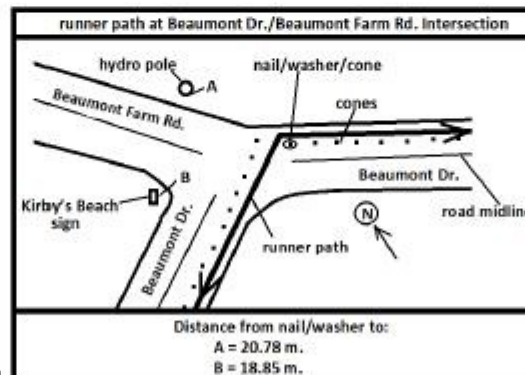 runner path at Beaumont Dr./Beaumont Farm Rd. Intersection
hydro pole
A
nail/washer/cone
cones
Beaumont Farm Rd.
Beaumont Dr.
B
Kirby's Beach
sign
Beaumont Dr.
road midline
N
runner path
Distance from nail/washer to:
A = 20.78 m.
B = 18.85 m.